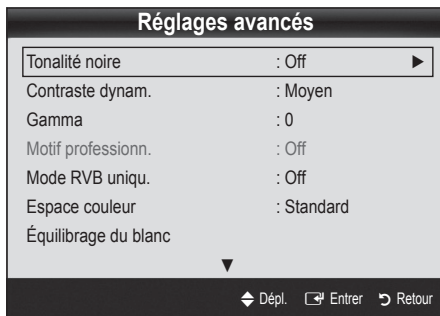 Réglages avancés
Tonalité noire : Off ►
Contraste dynam. : Moyen
Gamma : 0
Motif professionn. : Off
Mode RVB uniqu. : Off
Espace couleur : Standard
Équilibrage du blanc
▼
Dépl. Entrer Retour